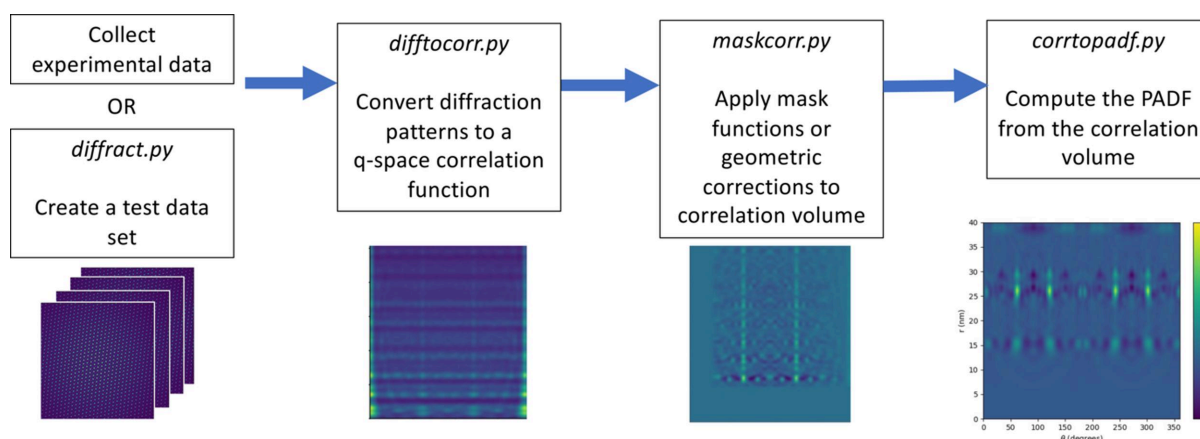 Collect
experimental data
OR
diffract.py
Create a test data
set
difftocorr.py
Convert diffraction
patterns to a
q-space correlation
function
maskcorr.py
Apply mask
functions or
geometric
corrections to
correlation volume
corrtopadf.py
Compute the PADF
from the correlation
volume
40
35
30
25
20
15
10
5
0
r (nm)
0 50 100 150 200 250 300 350
θ (degrees)